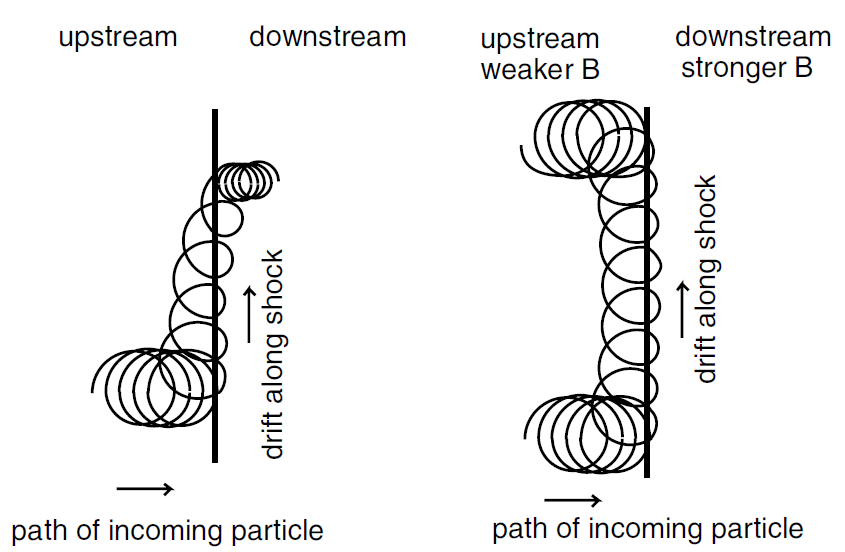 upstream
downstream
drift along shock
path of incoming particle
upstream
weaker B
downstream
stronger B
drift along shock
path of incoming particle